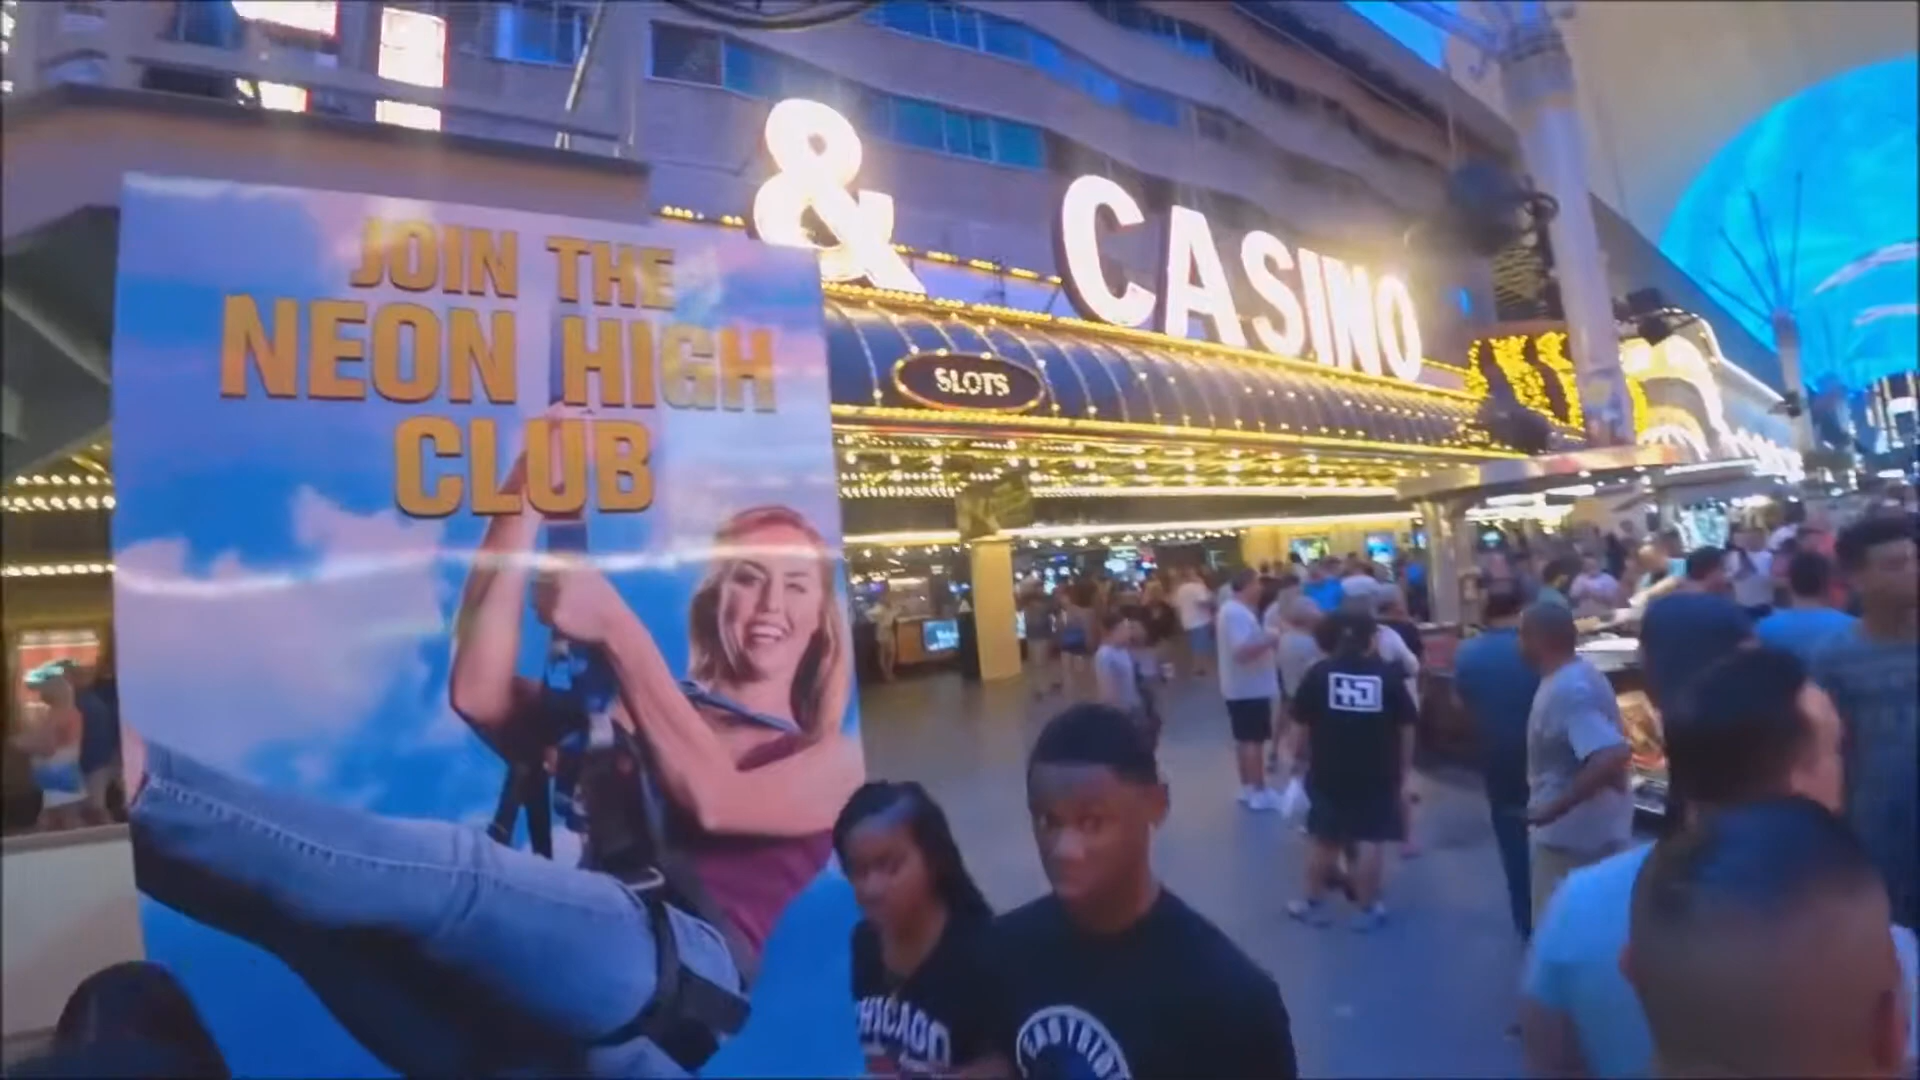 JOIN THE
NEON HIGH
CLUB
& CASINO
SLOTS
CHICAGO